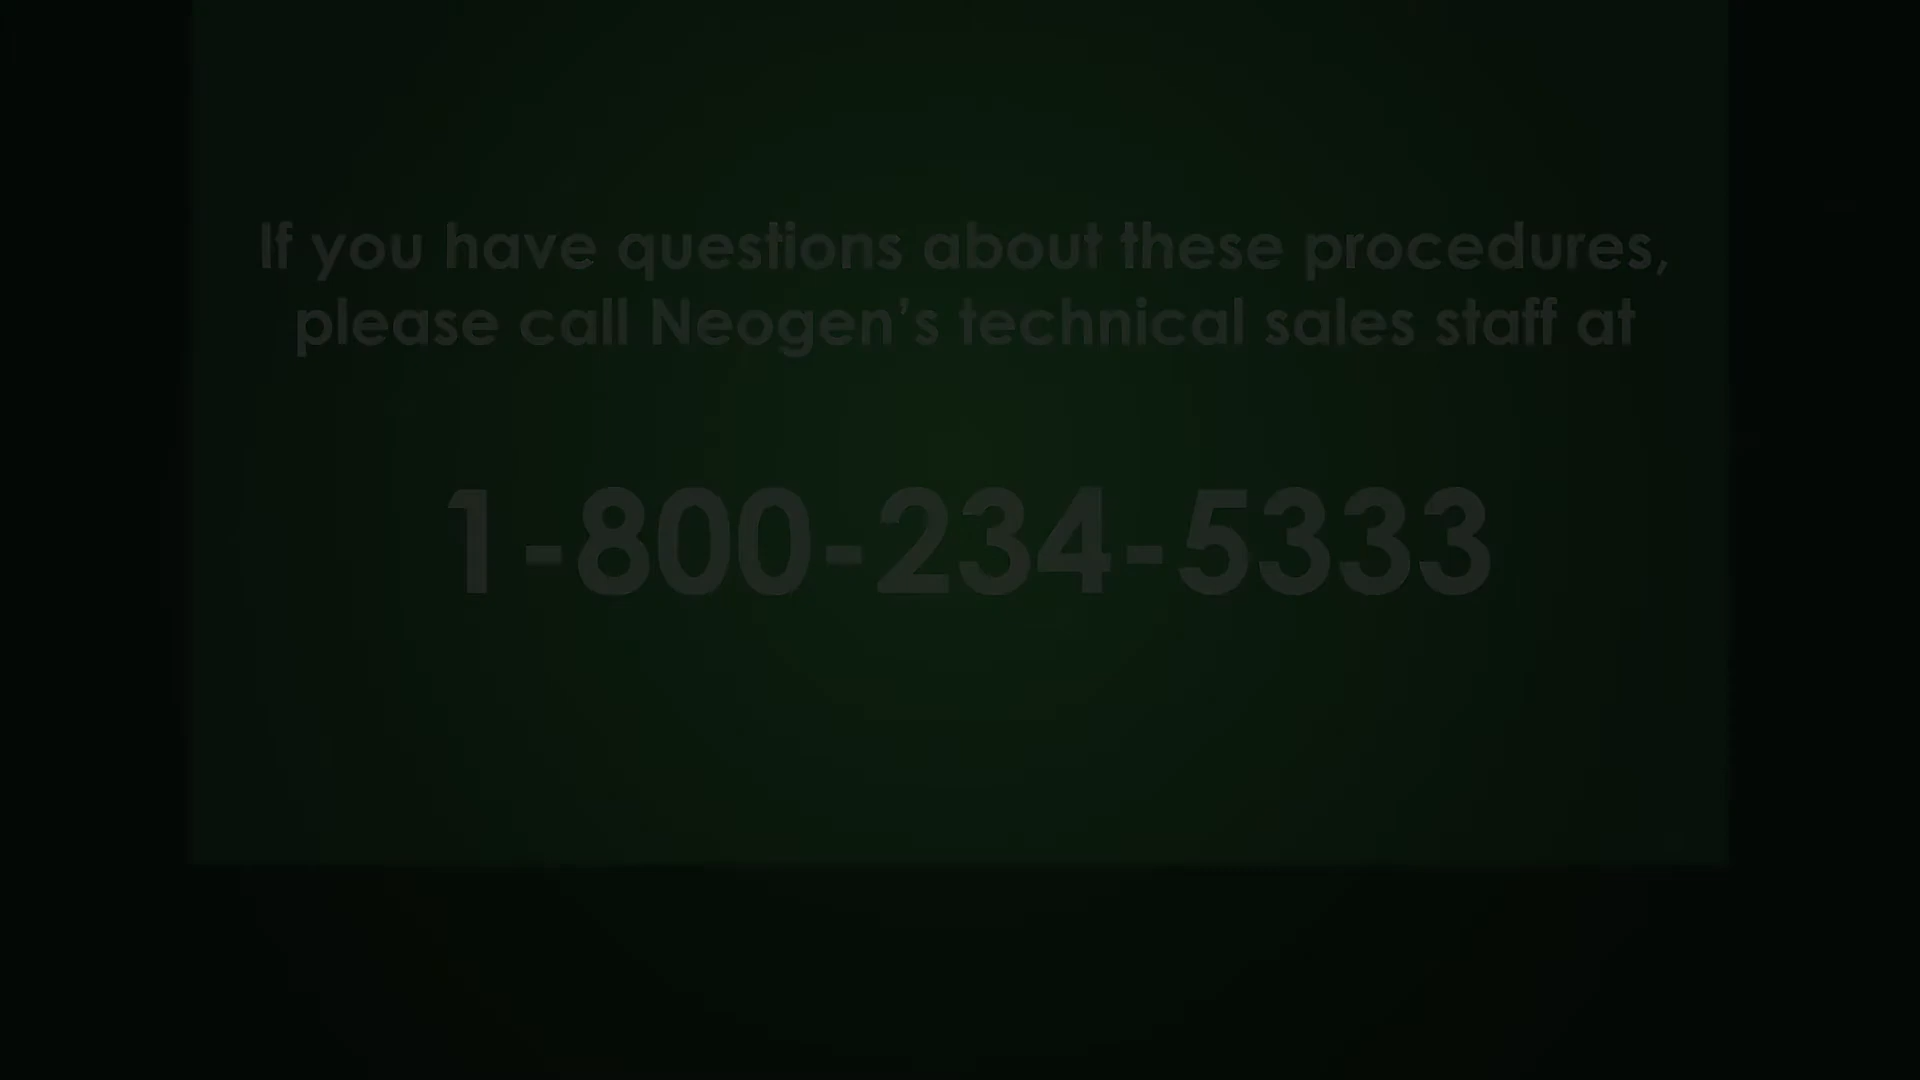 If you have questions about these procedures,
please call Neogen’s technical sales staff at
1-800-234-5333